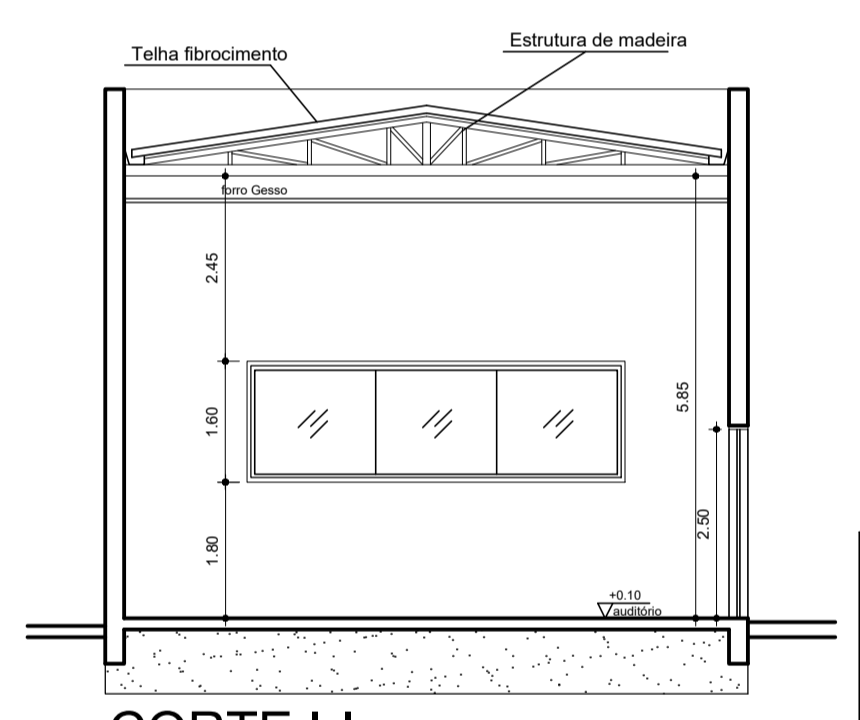 Estrutura de madeira
Telha fibrocimento
forro Gesso
2.45
5.85
1.60
2.50
1.80
+0.10
auditório